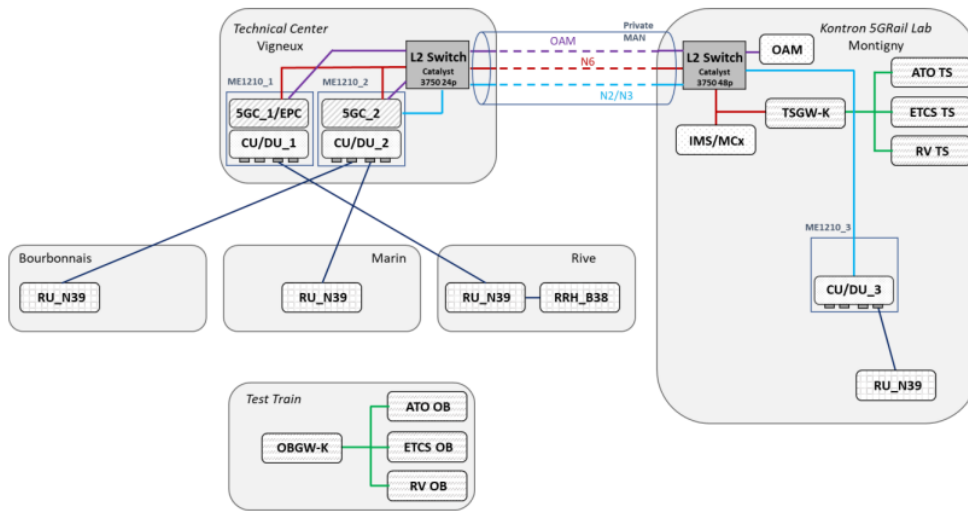 Technical Center
Vigneux
ME1210_1
ME1210_2
5GC_1/EPC
5GC_2
CU/DU_1
CU/DU_2
L2 Switch
Catalyst
3750 24p
Private
MAN
OAM
N6
N2/N3
Kontron 5GRail Lab
Montigny
L2 Switch
Catalyst
3750 48p
OAM
IMS/MCx
TSGW-K
ATO TS
ETCS TS
RV TS
ME1210_3
CU/DU_3
RU_N39
Bourbonnais
RU_N39
Marin
RU_N39
Rive
RU_N39
RRH_B38
Test Train
OBGW-K
ATO OB
ETCS OB
RV OB